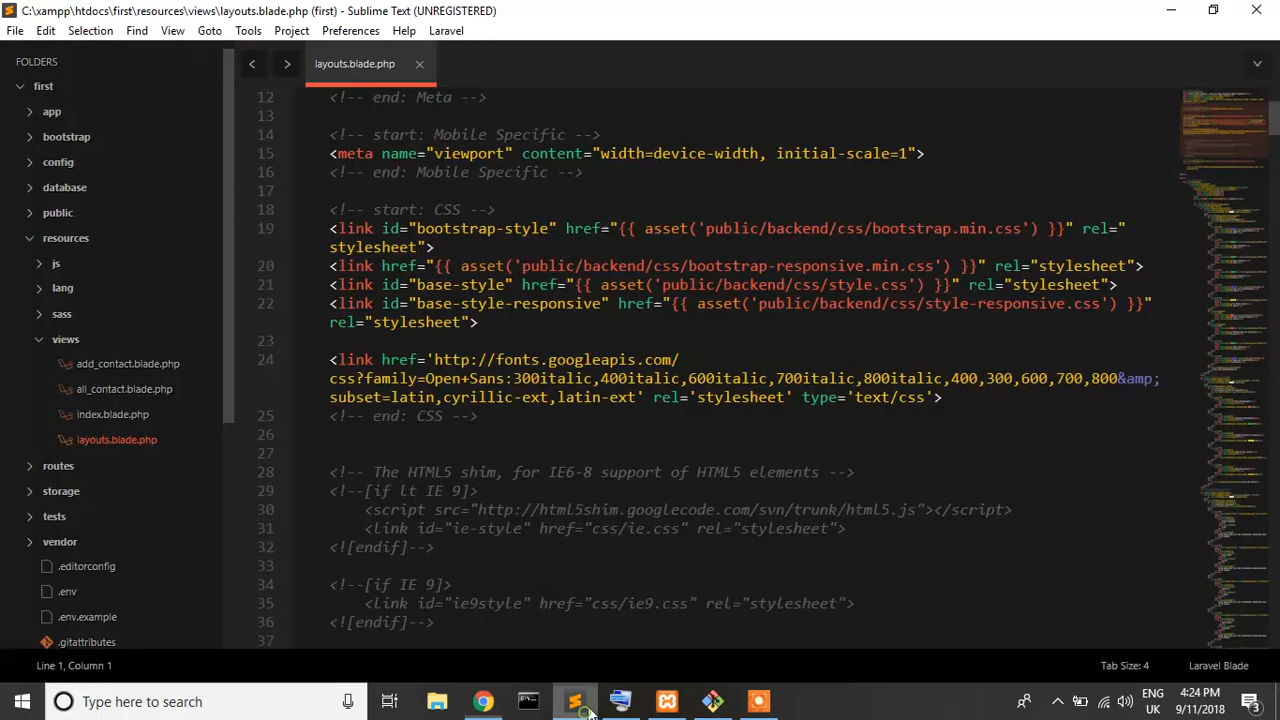 C:\xampp\htdocs\first\resources\views\layouts.blade.php (first) - Sublime Text (UNREGISTERED)
File Edit Selection Find View Goto Tools Project Preferences Help Laravel
FOLDERS
first
app
bootstrap
config
database
public
resources
js
lang
sass
views
add_contact.blade.php
all_contact.blade.php
index.blade.php
layouts.blade.php
routes
storage
tests
vendor
.editorconfig
.env
.env.example
.gitattributes
layouts.blade.php
12 <!-- end: Meta -->
13
14 <!-- start: Mobile Specific -->
15 <meta name="viewport" content="width=device-width, initial-scale=1">
16 <!-- end: Mobile Specific -->
17
18 <!-- start: CSS -->
19 <link id="bootstrap-style" href="{{ asset('public/backend/css/bootstrap.min.css') }}" rel="
stylesheet">
20 <link href="{{ asset('public/backend/css/bootstrap-responsive.min.css') }}" rel="stylesheet">
21 <link id="base-style" href="{{ asset('public/backend/css/style.css') }}" rel="stylesheet">
22 <link id="base-style-responsive" href="{{ asset('public/backend/css/style-responsive.css') }}"
rel="stylesheet">
23
24 <link href='http://fonts.googleapis.com/
css?family=Open+Sans:300italic,400italic,600italic,700italic,800italic,400,300,600,700,800&amp;
subset=latin,cyrillic-ext,latin-ext' rel='stylesheet' type='text/css'>
25 <!-- end: CSS -->
26
27
28 <!-- The HTML5 shim, for IE6-8 support of HTML5 elements -->
29 <!--[if lt IE 9]>
30 <script src="http://html5shim.googlecode.com/svn/trunk/html5.js"></script>
31 <link id="ie-style" href="css/ie.css" rel="stylesheet">
32 <![endif]-->
33
34 <!--[if IE 9]>
35 <link id="ie9style" href="css/ie9.css" rel="stylesheet">
36 <![endif]-->
37
Line 1, Column 1
Tab Size: 4
Laravel Blade
Type here to search
ENG
UK
4:24 PM
9/11/2018
3